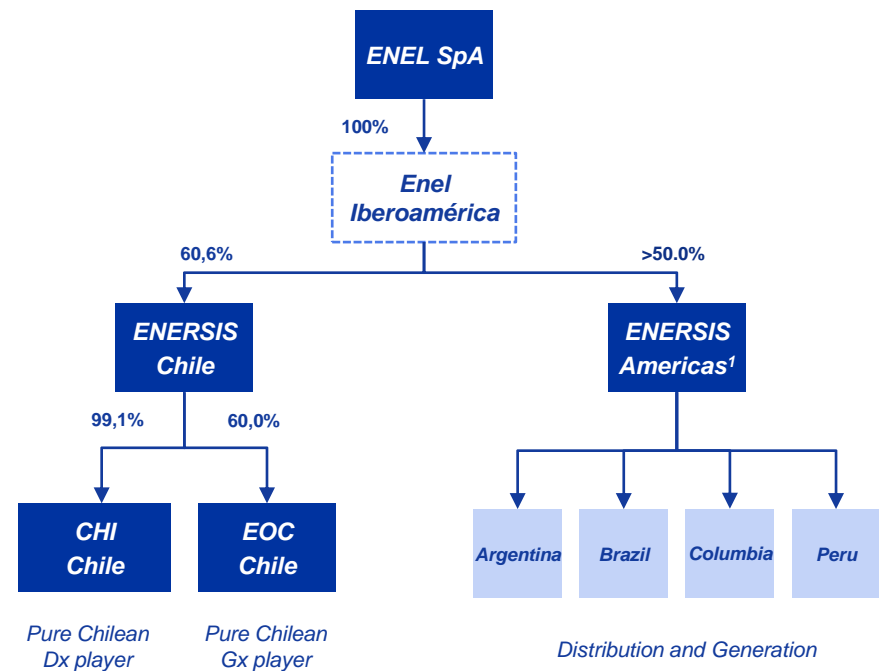 ENEL SpA
100%
Enel
Iberoamérica
60,6%
>50.0%
ENERSIS
Chile
ENERSIS
Americas¹
99,1%
60,0%
CHI
Chile
EOC
Chile
Argentina
Brazil
Columbia
Peru
Pure Chilean
Dx player
Pure Chilean
Gx player
Distribution and Generation